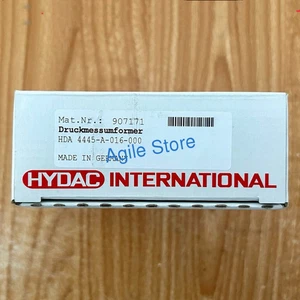 Mat.Nr.: 907171
Druckmessumformer
HDA 4445-A-016-000
Agile Store
MADE IN GERMANY
HYDAC INTERNATIONAL